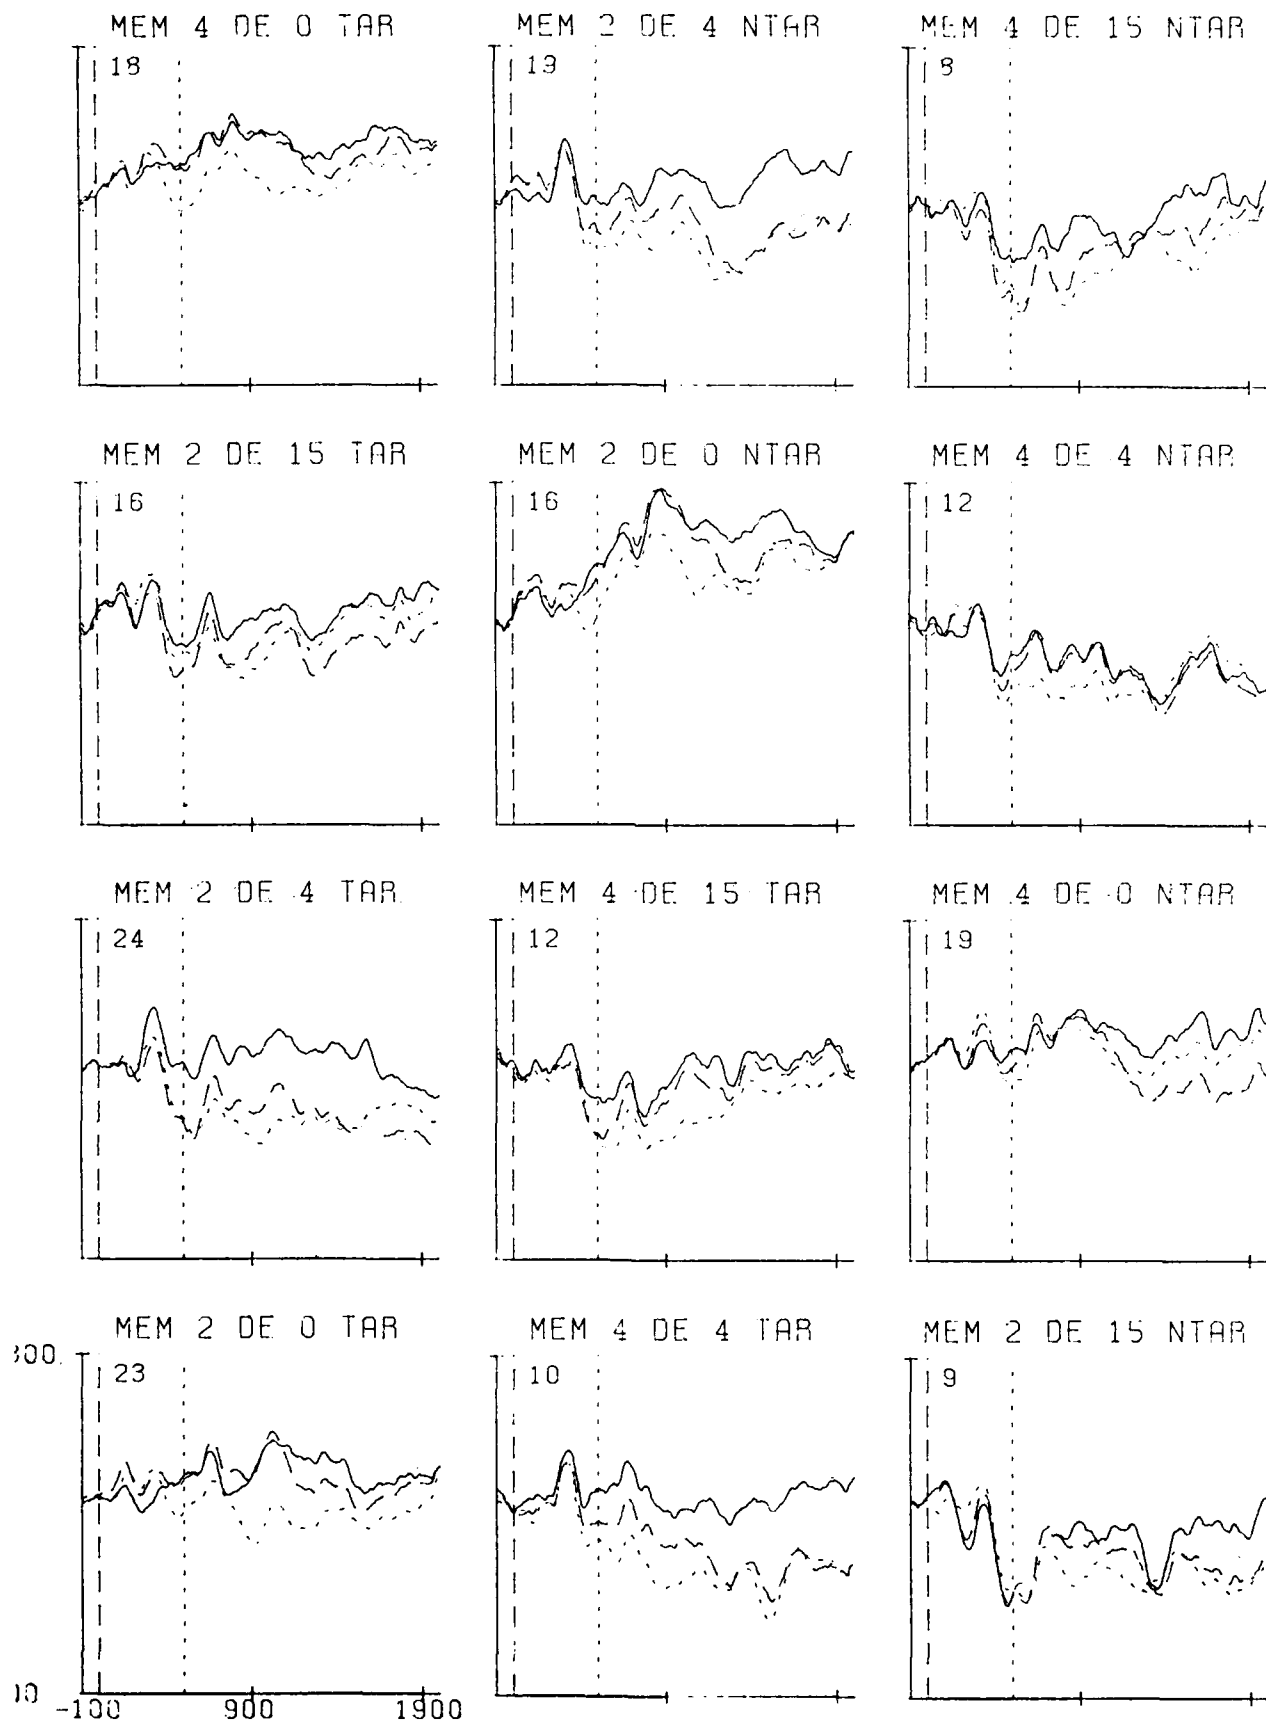 MEM 4 DE 0 TAR
MEM 2 DE 4 NTAR
MEM 4 DE 15 NTAR
18
19
8
MEM 2 DE 15 TAR
MEM 2 DE 0 NTAR
MEM 4 DE 4 NTAR
16
16
12
MEM 2 DE 4 TAR
MEM 4 DE 15 TAR
MEM 4 DE 0 NTAR
24
12
19
MEM 2 DE 0 TAR
MEM 4 DE 4 TAR
MEM 2 DE 15 NTAR
23
10
9
-100 900 1900